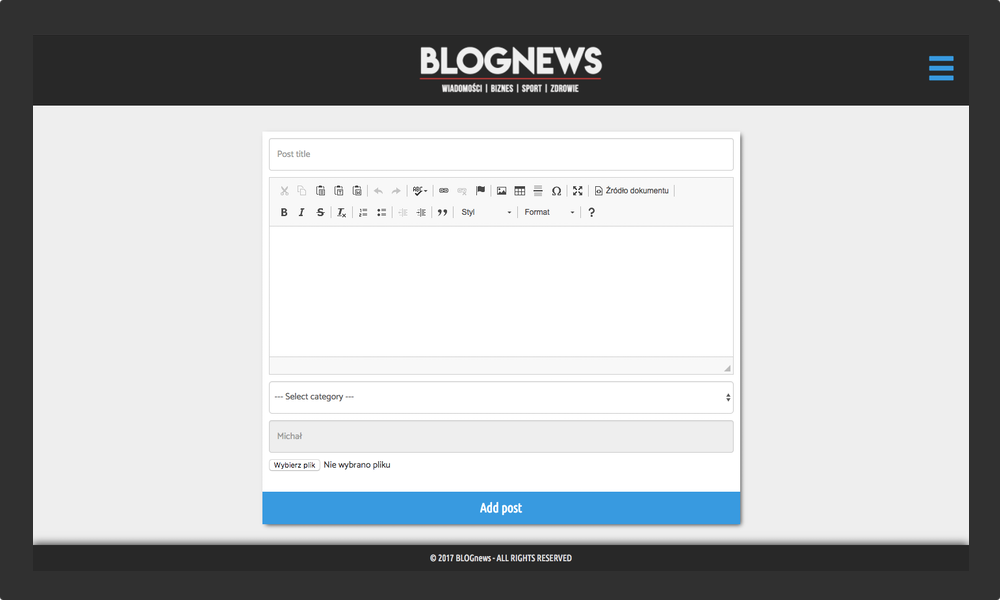 BLOGNEWS
WIADOMOŚCI | BIZNES | SPORT | ZDROWIE
Post title
Źródło dokumentu
B I S Styl Format ?
--- Select category ---
Michał
Wybierz plik Nie wybrano pliku
Add post
© 2017 BLOGnews - ALL RIGHTS RESERVED